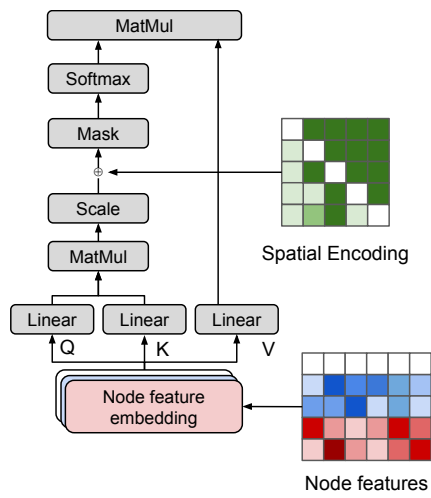 MatMul
Softmax
Mask
Scale
MatMul
Spatial Encoding
Linear
Linear
Linear
Q
K
V
Node feature
embedding
Node features